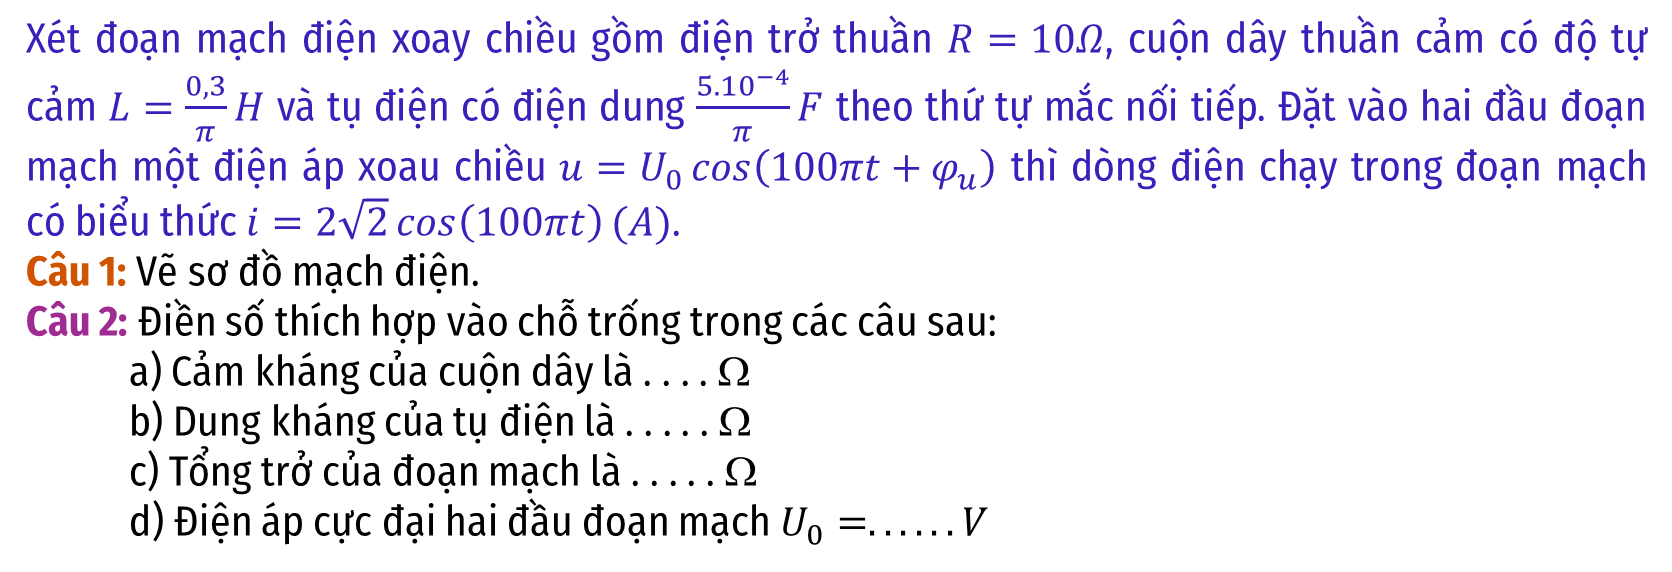 Xét đoạn mạch điện xoay chiều gồm điện trở thuần R = 10Ω, cuộn dây thuần cảm có độ tự
cảm L = \frac{0,3}{π} H và tụ điện có điện dung \frac{5.10^{-4}}{π} F theo thứ tự mắc nối tiếp. Đặt vào hai đầu đoạn
mạch một điện áp xoau chiều u = U₀ cos(100πt + φᵤ) thì dòng điện chạy trong đoạn mạch
có biểu thức i = 2√2 cos(100πt) (A).
Câu 1: Vẽ sơ đồ mạch điện.
Câu 2: Điền số thích hợp vào chỗ trống trong các câu sau:
a) Cảm kháng của cuộn dây là . . . . Ω
b) Dung kháng của tụ điện là . . . . . Ω
c) Tổng trở của đoạn mạch là . . . . . Ω
d) Điện áp cực đại hai đầu đoạn mạch U₀ =. . . . . . V